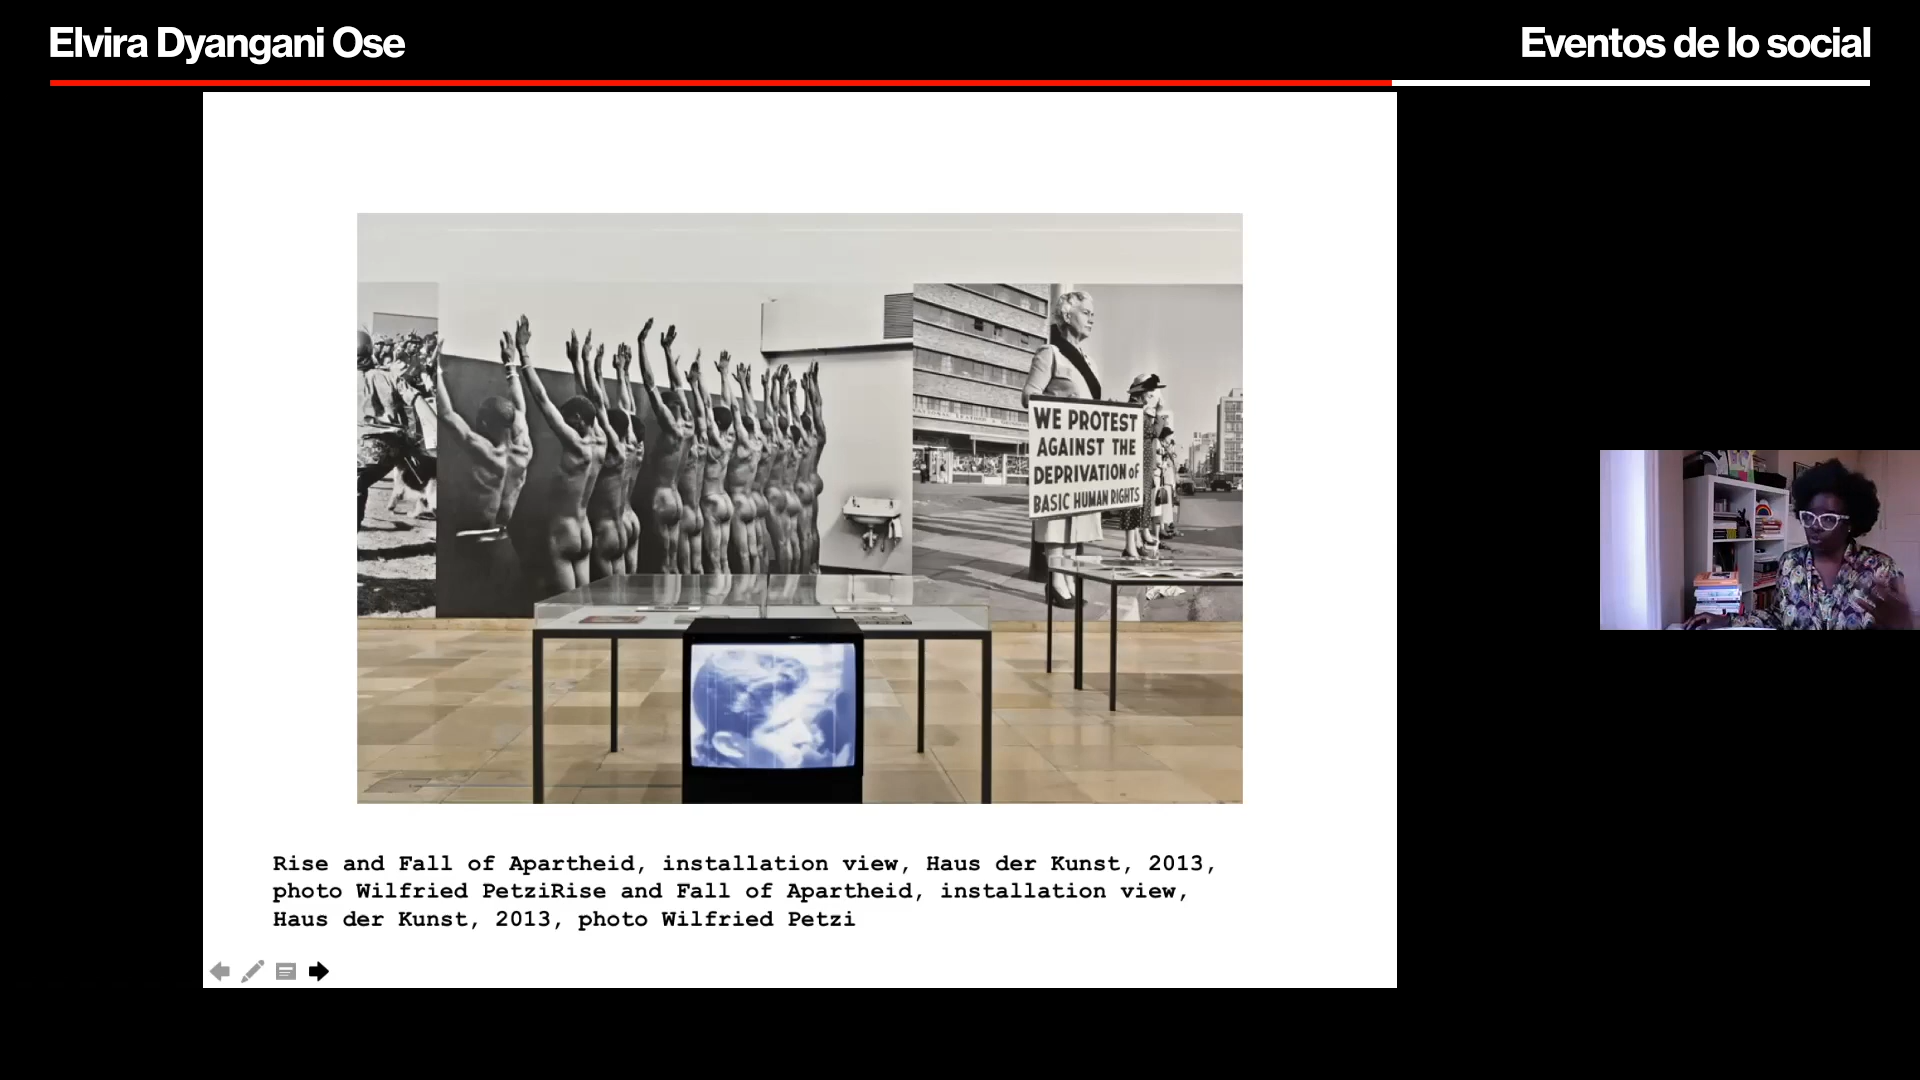 Elvira Dyangani Ose
Eventos de lo social
WE PROTEST
AGAINST THE
DEPRIVATION of
BASIC HUMAN RIGHTS
Rise and Fall of Apartheid, installation view, Haus der Kunst, 2013,
photo Wilfried PetziRise and Fall of Apartheid, installation view,
Haus der Kunst, 2013, photo Wilfried Petzi